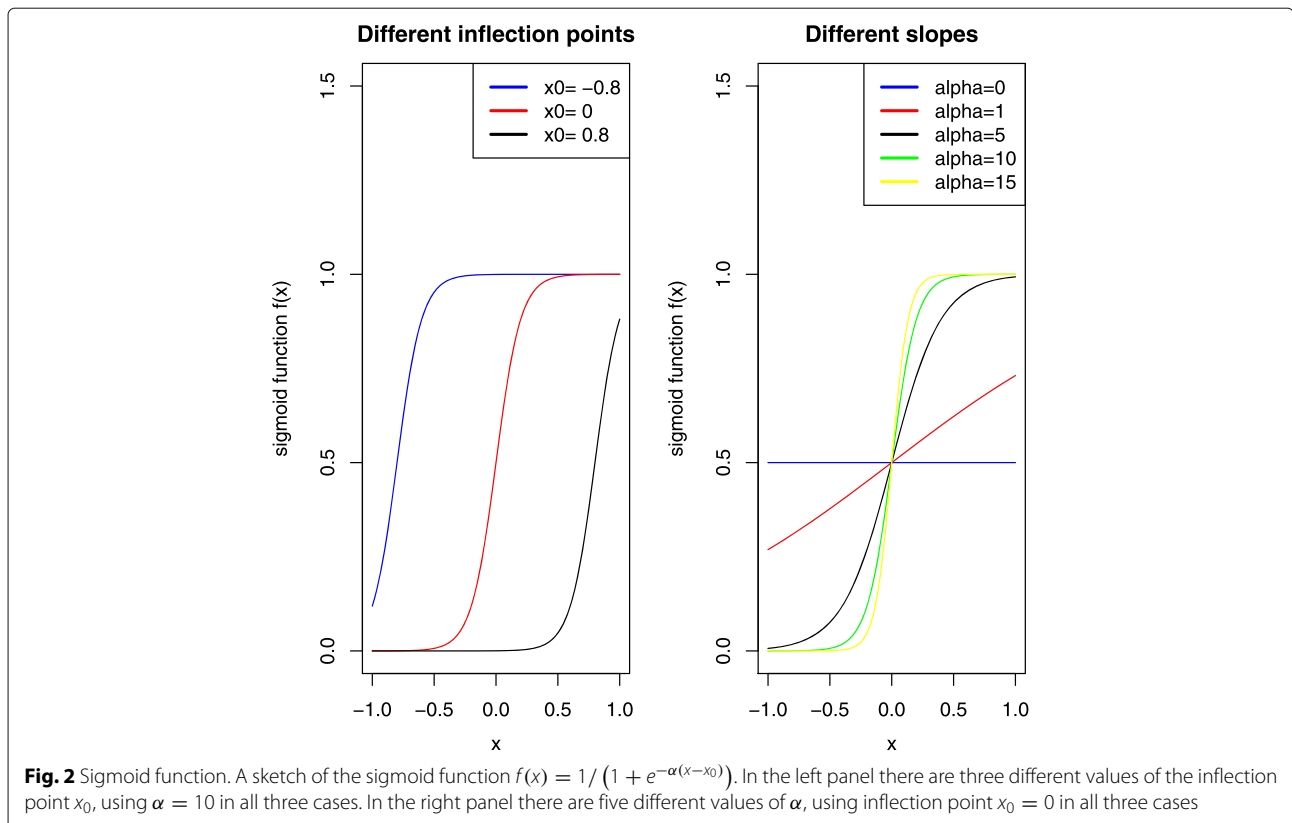 Different inflection points
x0= −0.8
x0= 0
x0= 0.8
sigmoid function f(x)
0.0
0.5
1.0
1.5
−1.0 −0.5 0.0 0.5 1.0
x
Different slopes
alpha=0
alpha=1
alpha=5
alpha=10
alpha=15
sigmoid function f(x)
0.0
0.5
1.0
1.5
−1.0 −0.5 0.0 0.5 1.0
x
Fig. 2 Sigmoid function. A sketch of the sigmoid function f(x) = 1/(1 + e^{−α(x−x₀)}). In the left panel there are three different values of the inflection
point x₀, using α = 10 in all three cases. In the right panel there are five different values of α, using inflection point x₀ = 0 in all three cases